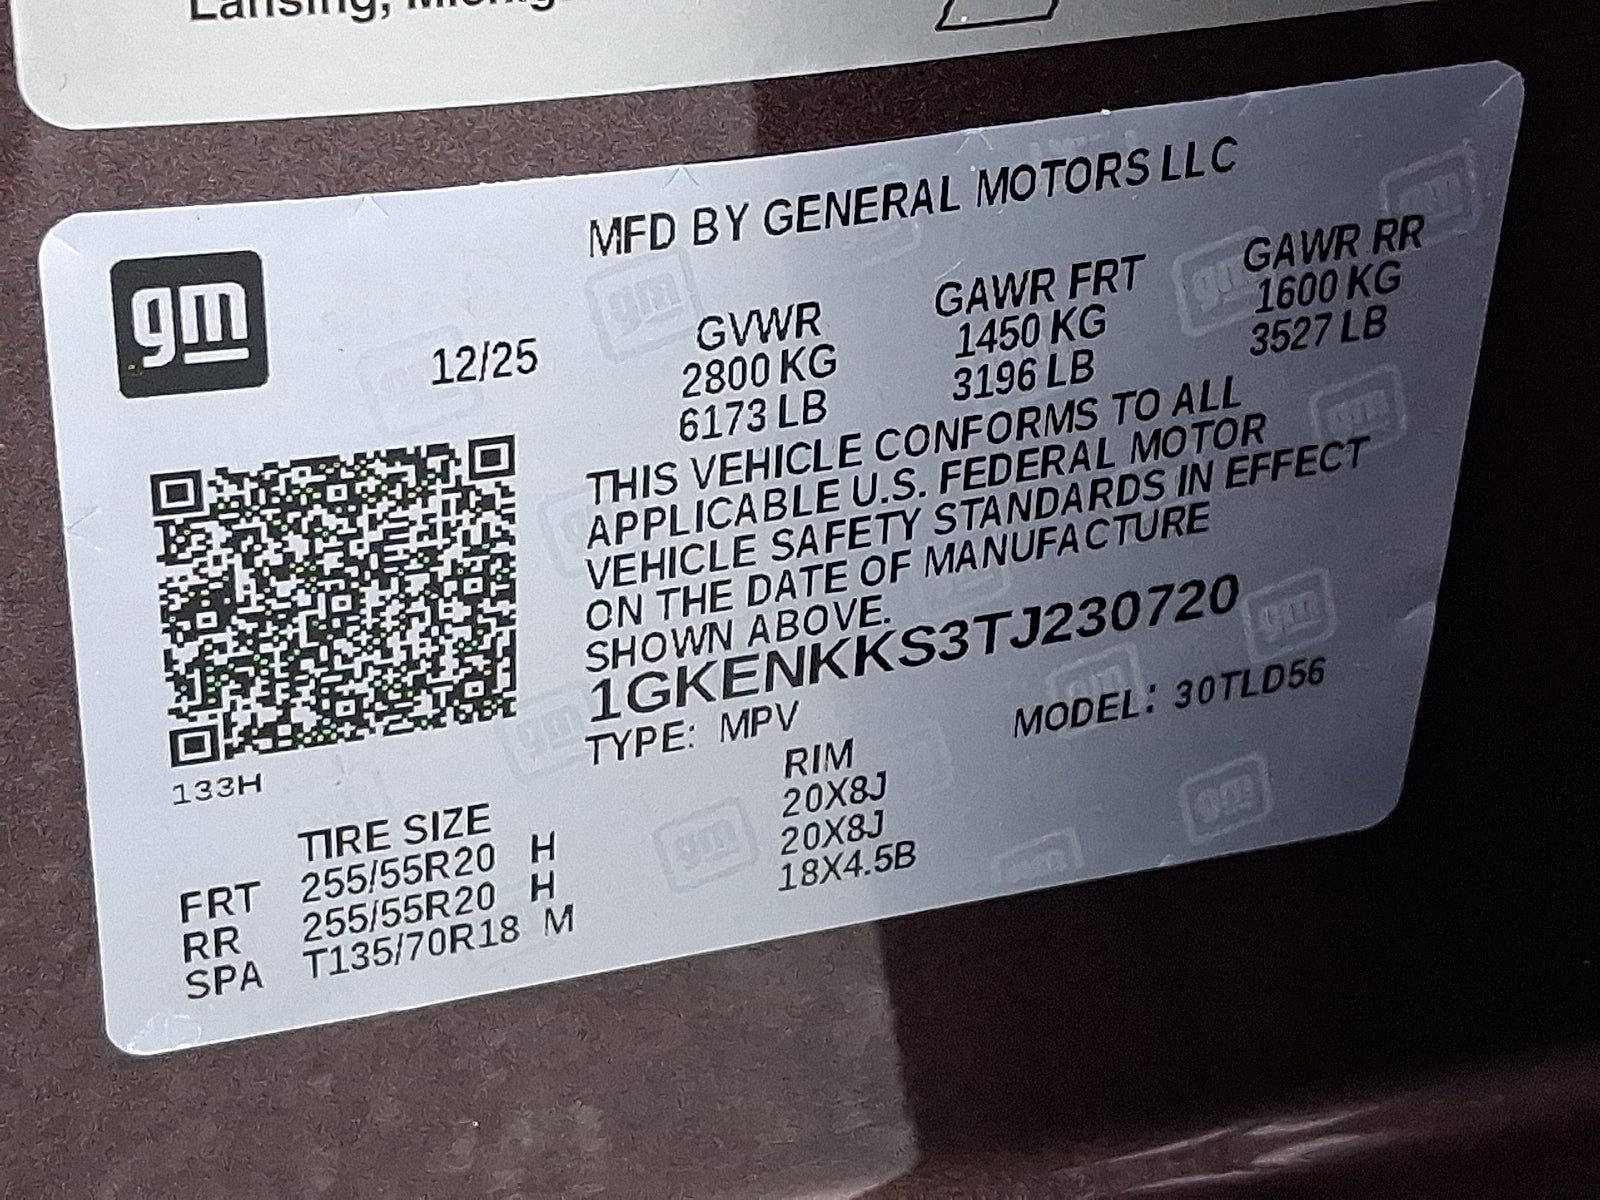 Lansing,
gm
MFD BY GENERAL MOTORS LLC
12/25
GVWR GAWR FRT GAWR RR
2800 KG 1450 KG 1600 KG
6173 LB 3196 LB 3527 LB
THIS VEHICLE CONFORMS TO ALL
APPLICABLE U.S. FEDERAL MOTOR
VEHICLE SAFETY STANDARDS IN EFFECT
ON THE DATE OF MANUFACTURE
SHOWN ABOVE.
1GKENKKS3TJ230720
TYPE: MPV MODEL: 30TLD56
133H
TIRE SIZE RIM
FRT 255/55R20 H 20X8J
RR 255/55R20 H 20X8J
SPA T135/70R18 M 18X4.5B